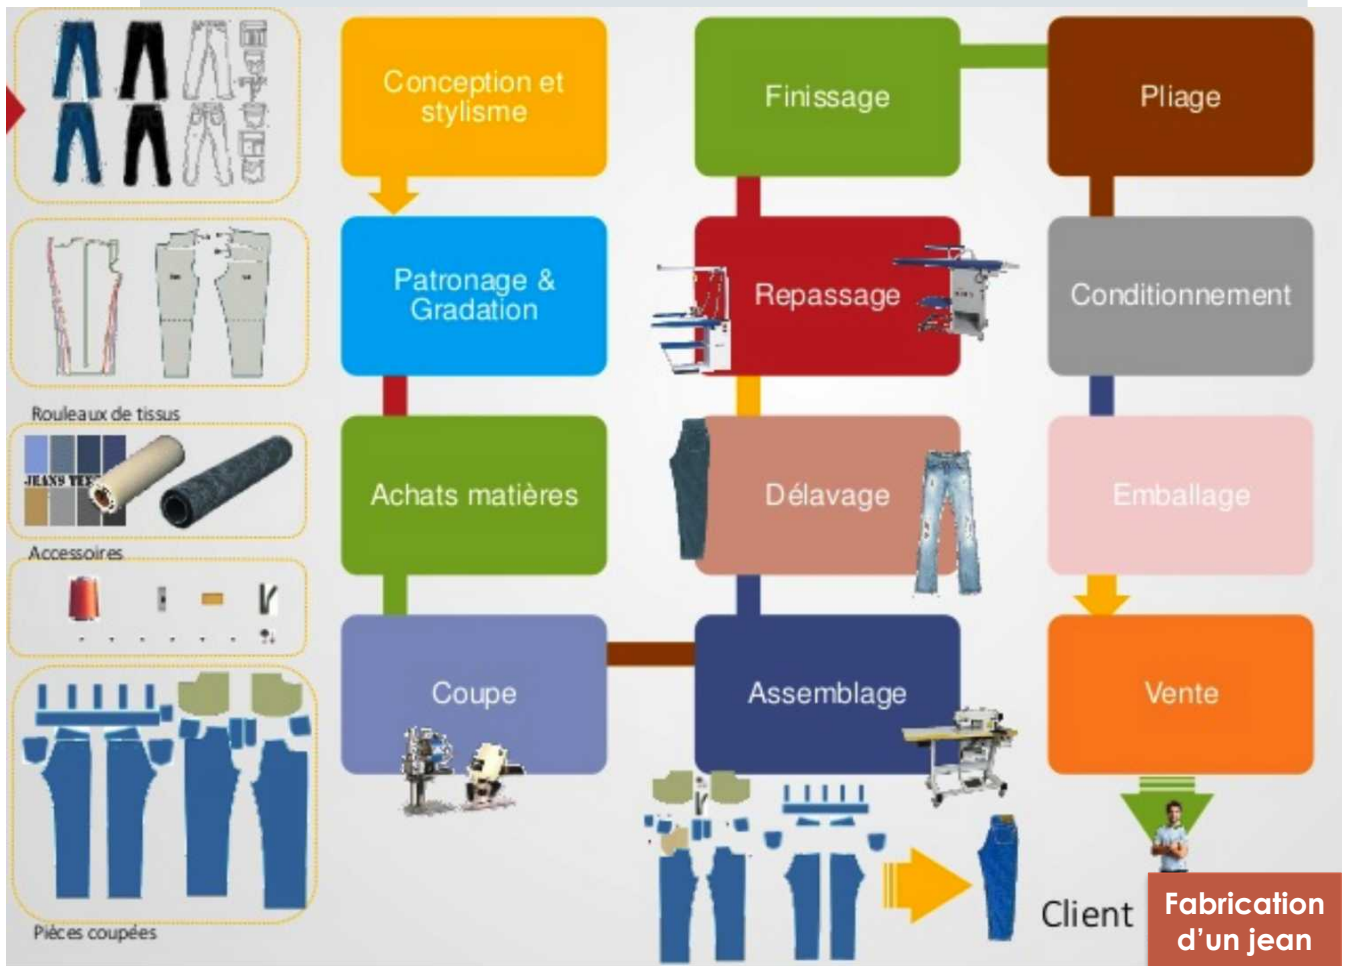 Conception et
stylisme
Patronage &
Gradation
Rouleaux de tissus
JEANS
Achats matières
Accessoires
Coupe
Pièces coupées
Finissage
Repassage
Délavage
Assemblage
Pliage
Conditionnement
Emballage
Vente
Client
Fabrication
d'un jean